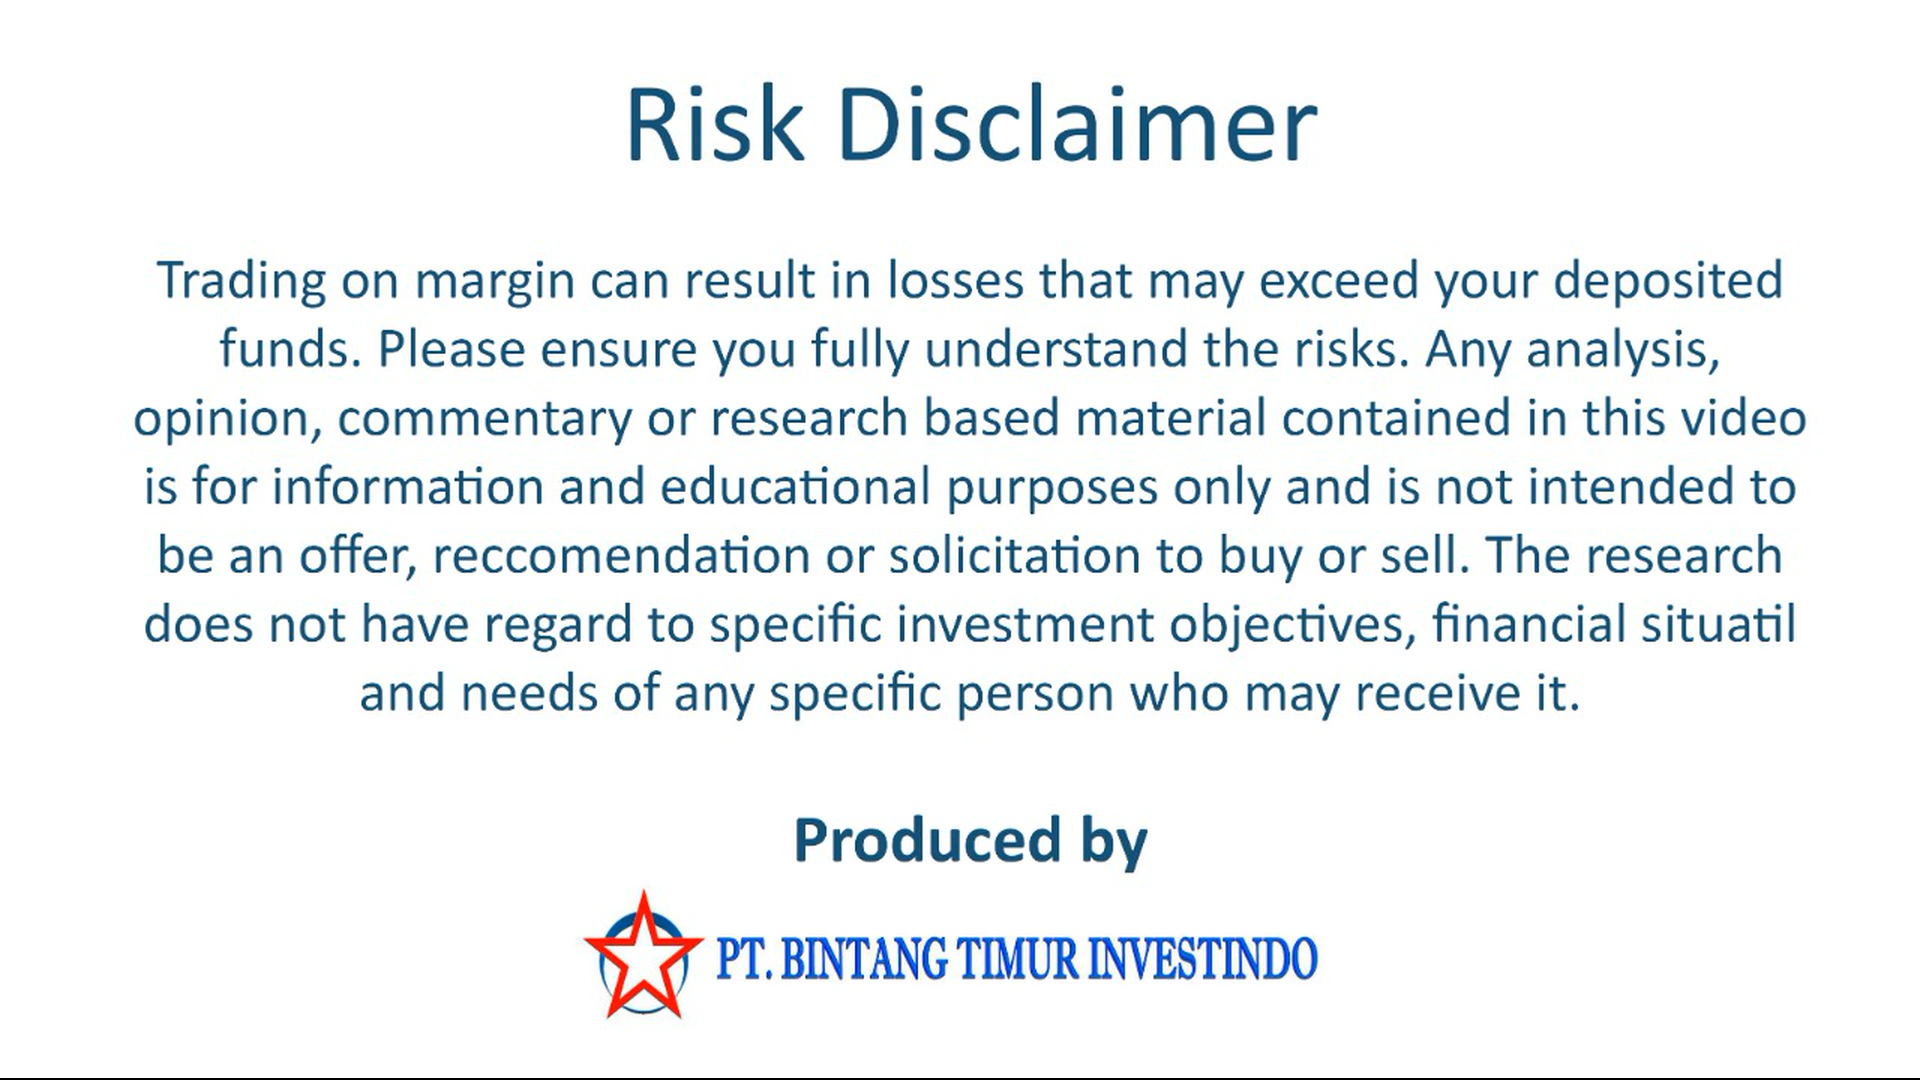 Risk Disclaimer
Trading on margin can result in losses that may exceed your deposited
funds. Please ensure you fully understand the risks. Any analysis,
opinion, commentary or research based material contained in this video
is for information and educational purposes only and is not intended to
be an offer, reccomendation or solicitation to buy or sell. The research
does not have regard to specific investment objectives, financial situatil
and needs of any specific person who may receive it.
Produced by
PT. BINTANG TIMUR INVESTINDO